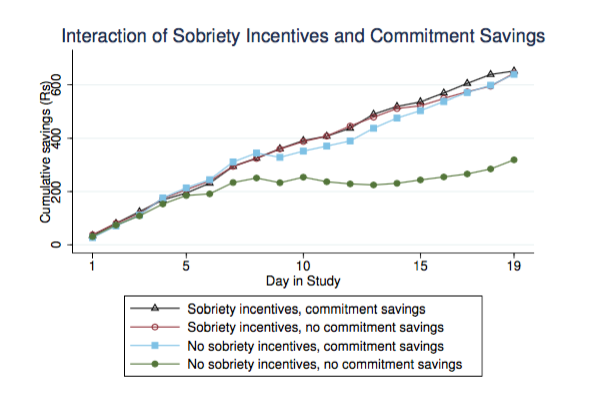 Interaction of Sobriety Incentives and Commitment Savings
Cumulative savings (Rs)
600
400
200
0
1 5 10 15 19
Day in Study
Sobriety incentives, commitment savings
Sobriety incentives, no commitment savings
No sobriety incentives, commitment savings
No sobriety incentives, no commitment savings